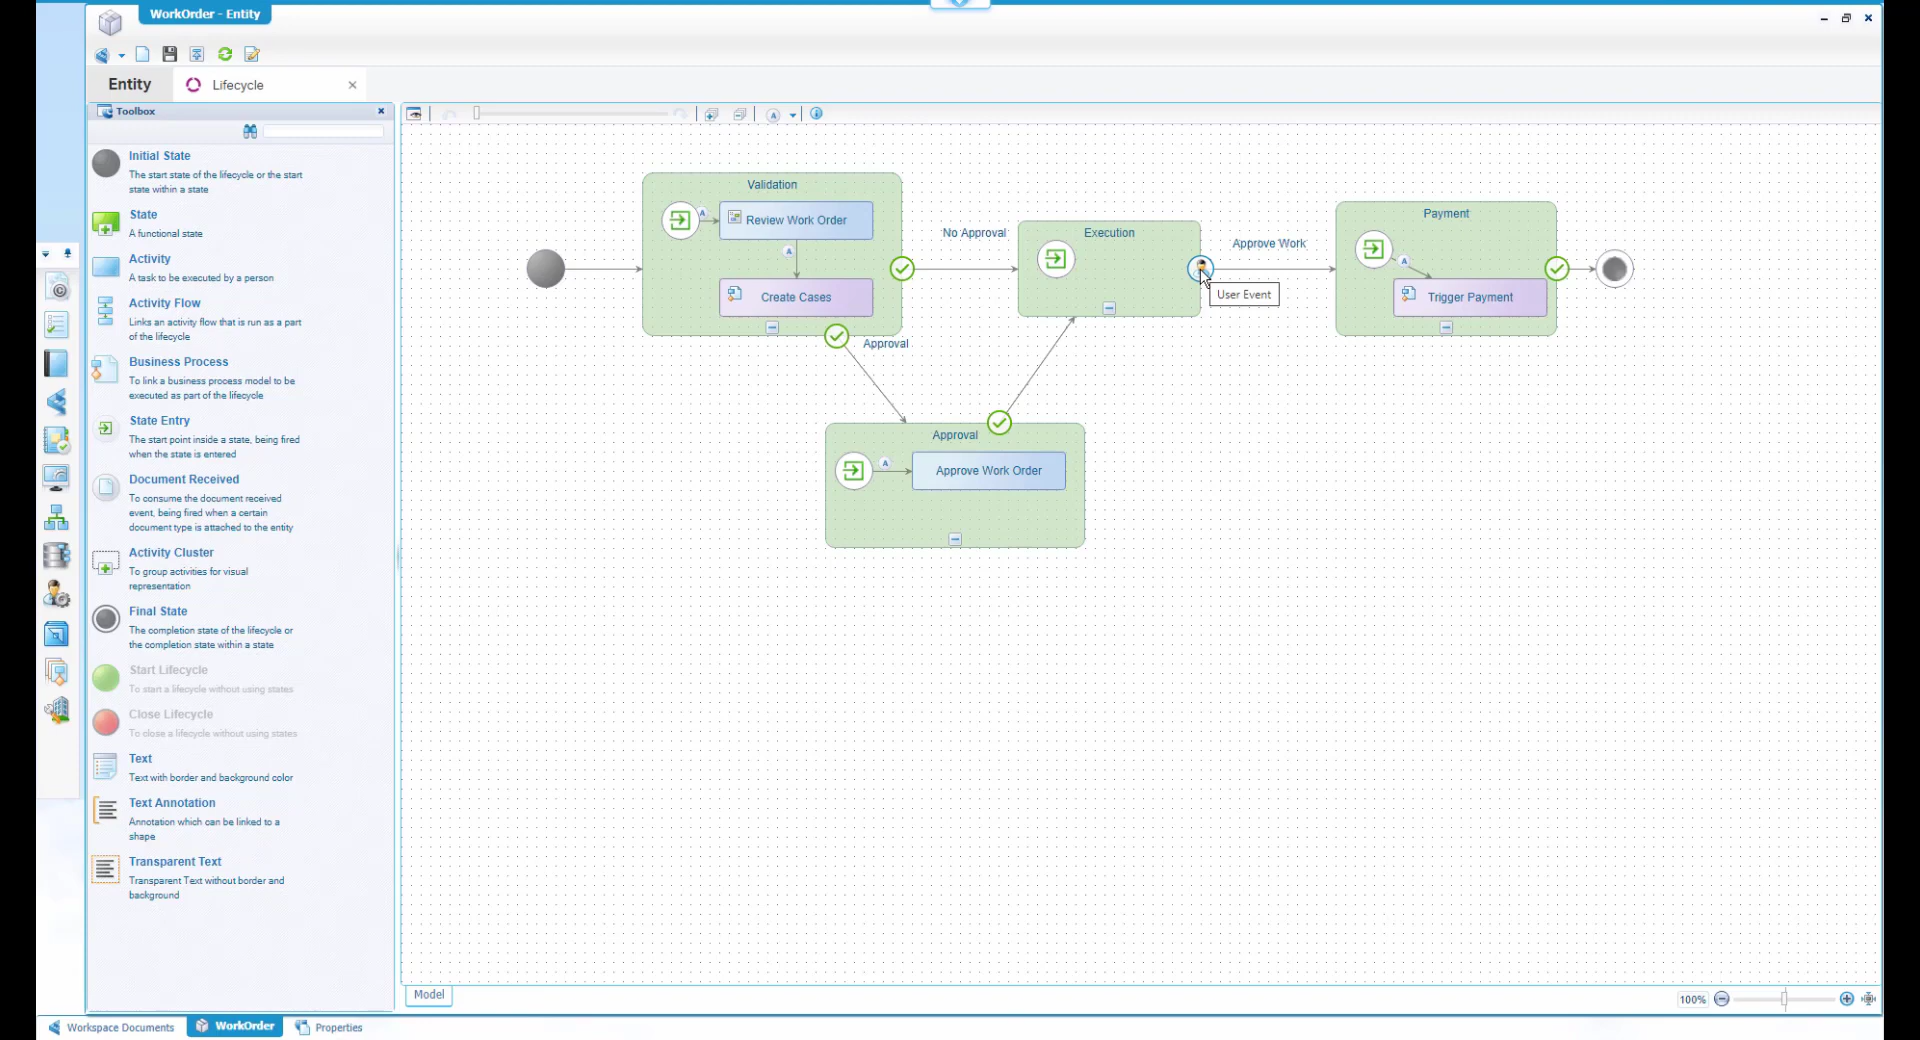 WorkOrder - Entity
Entity
Lifecycle
Toolbox
Initial State
The start state of the lifecycle or the start
state within a state
State
A functional state
Activity
A task to be executed by a person
Activity Flow
Links an activity flow that is run as a part
of the lifecycle
Business Process
To link a business process model to be
executed as part of the lifecycle
State Entry
The start point inside a state, being fired
when the state is entered
Document Received
To consume the document received
event, being fired when a certain
document type is attached to the entity
Activity Cluster
To group activities for visual
representation
Final State
The completion state of the lifecycle or
the completion state within a state
Start Lifecycle
To start a lifecycle without using states
Close Lifecycle
To close a lifecycle without using states
Text
Text with border and background color
Text Annotation
Annotation which can be linked to a
shape
Transparent Text
Transparent Text without border and
background
A
Validation
A
Review Work Order
A
Create Cases
No Approval
Approval
Execution
User Event
Approve Work
Payment
A
Trigger Payment
Approval
A
Approve Work Order
Model
100%
Workspace Documents
WorkOrder
Properties